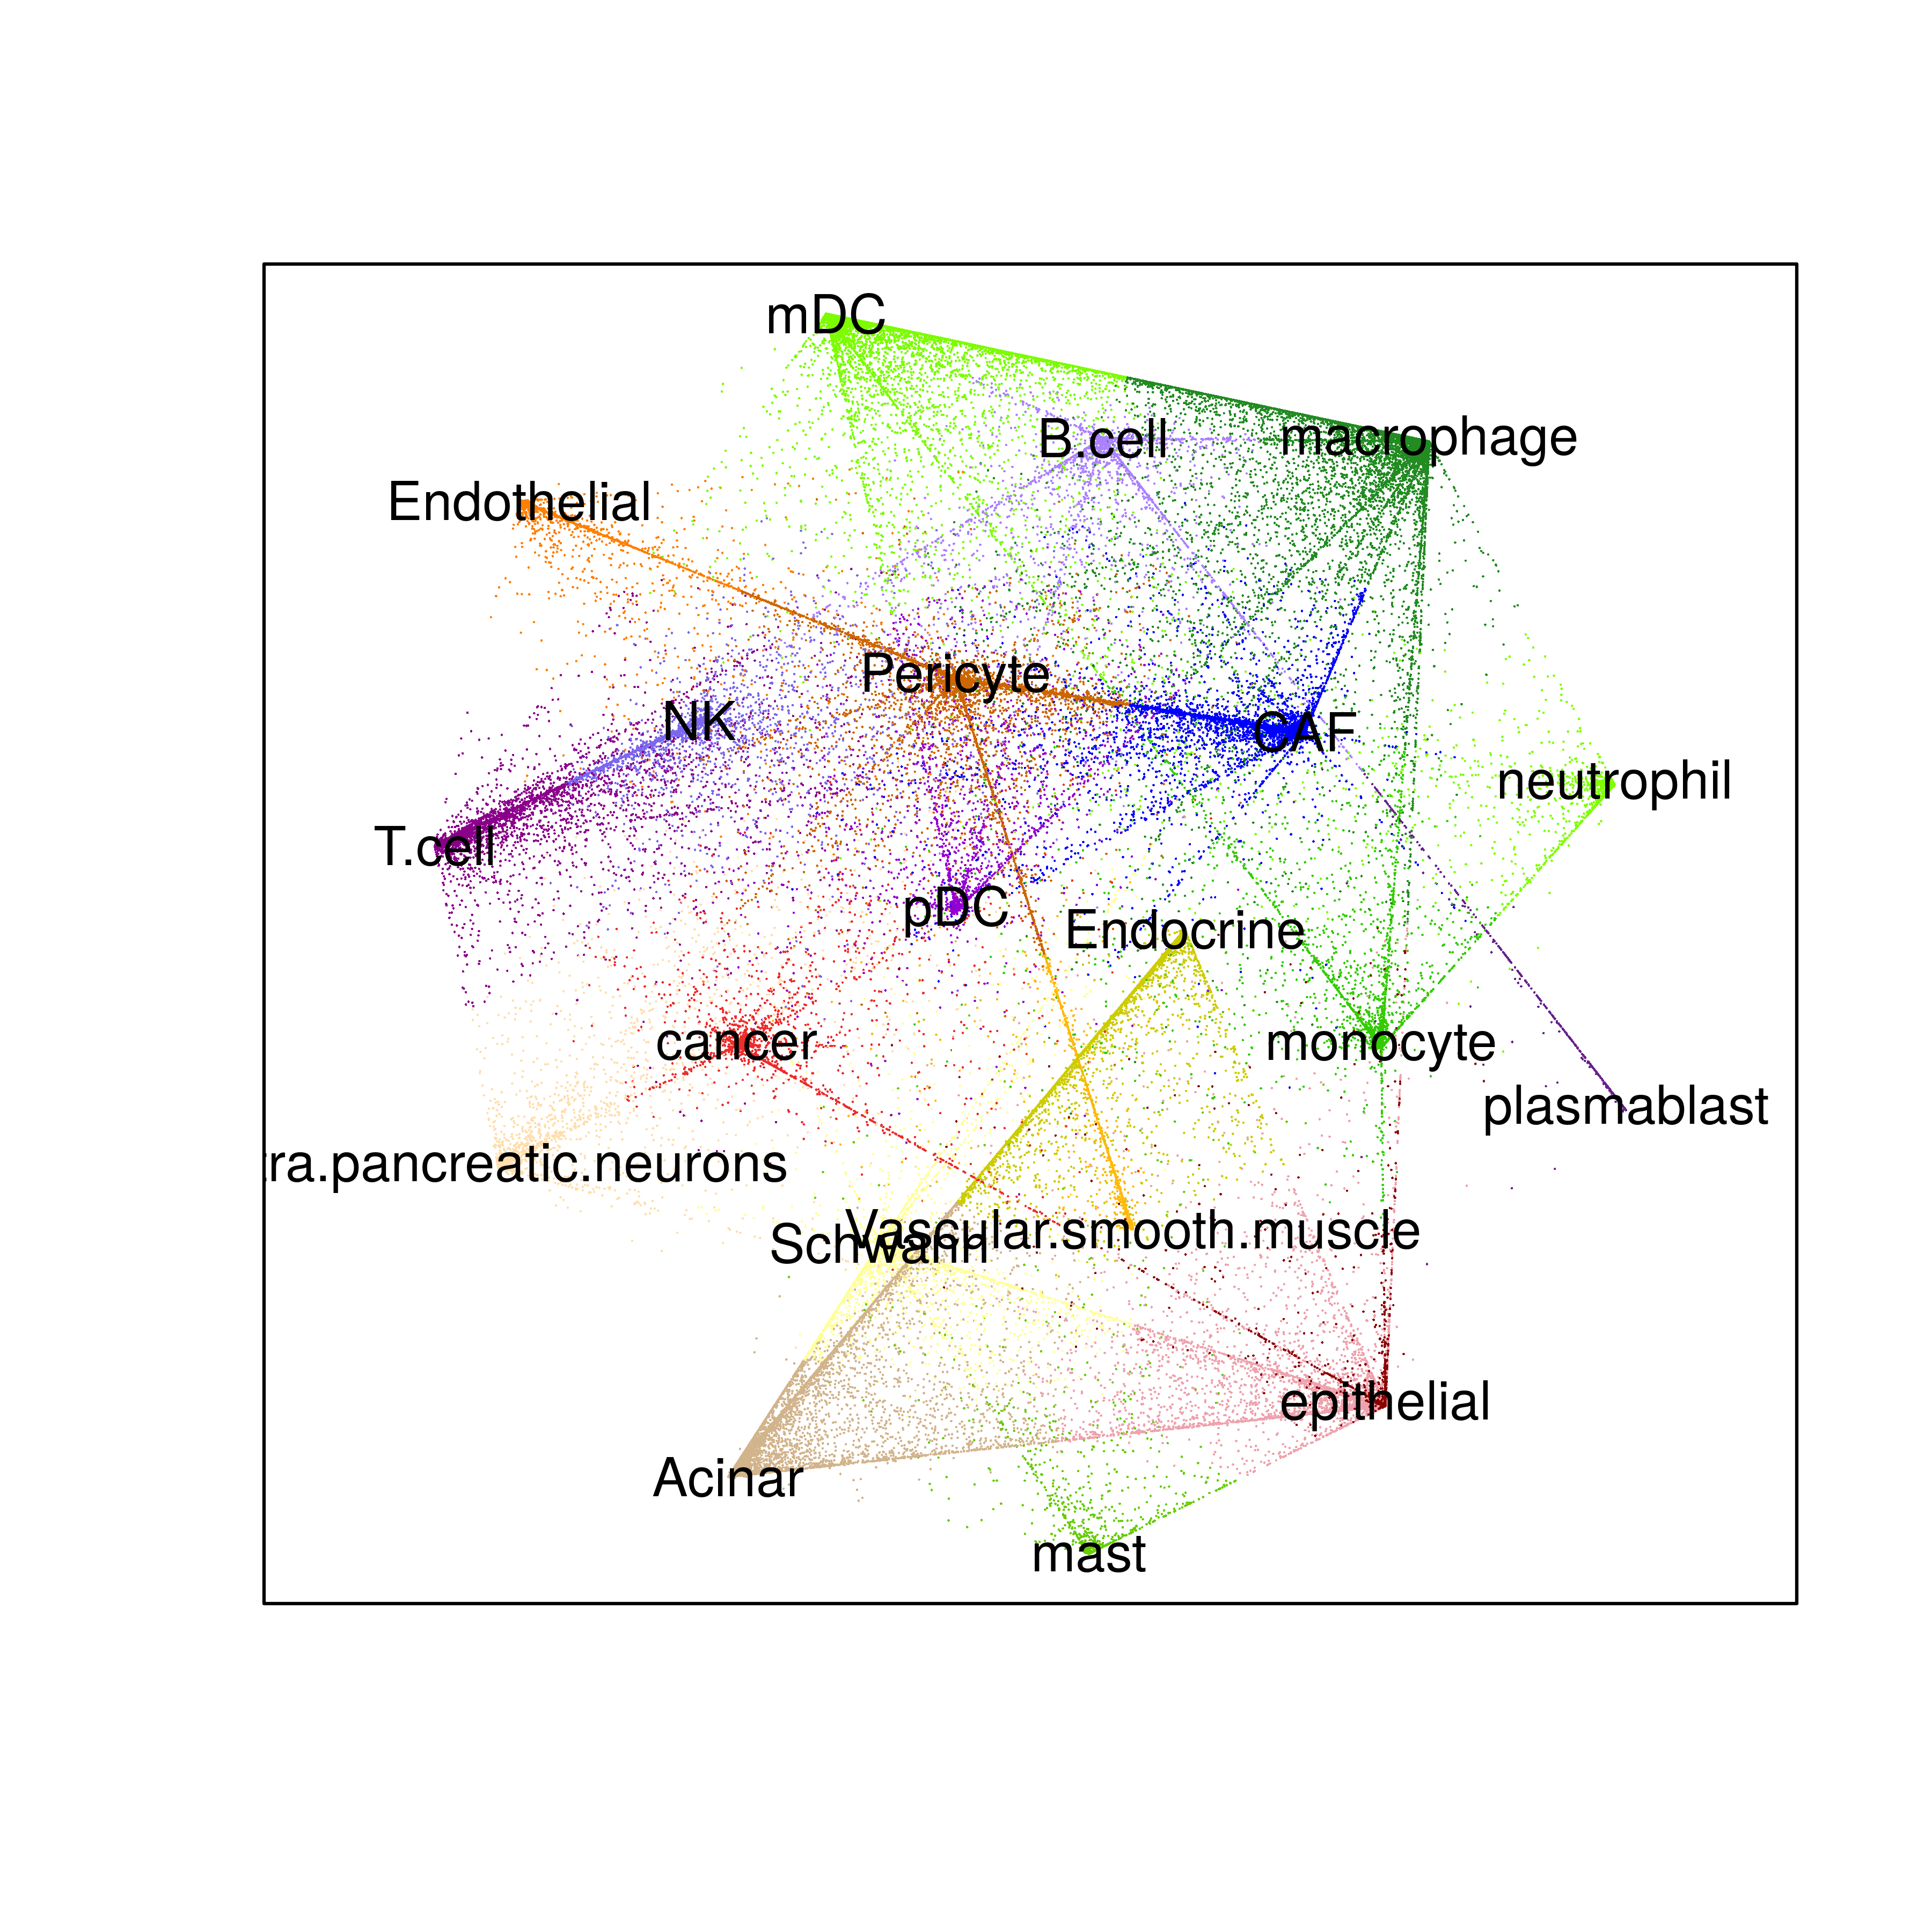 mDC
B.cell
macrophage
Endothelial
Pericyte
NK
CAF
neutrophil
T.cell
pDC
Endocrine
cancer
monocyte
plasmablast
tra.pancreatic.neurons
Vascular.smooth.muscle
Schwann
epithelial
Acinar
mast